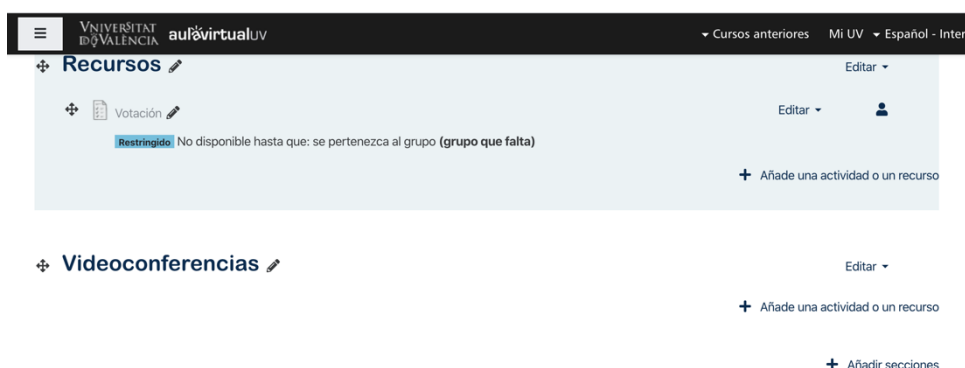 VNIVERSITAT
D VALÈNCIA
aulavirtualUV
Cursos anteriores Mi UV Español - Inter
Recursos
Editar
Votación
Editar
Restringido No disponible hasta que: se pertenezca al grupo (grupo que falta)
Añade una actividad o un recurso
Videoconferencias
Editar
Añade una actividad o un recurso
Añadir secciones